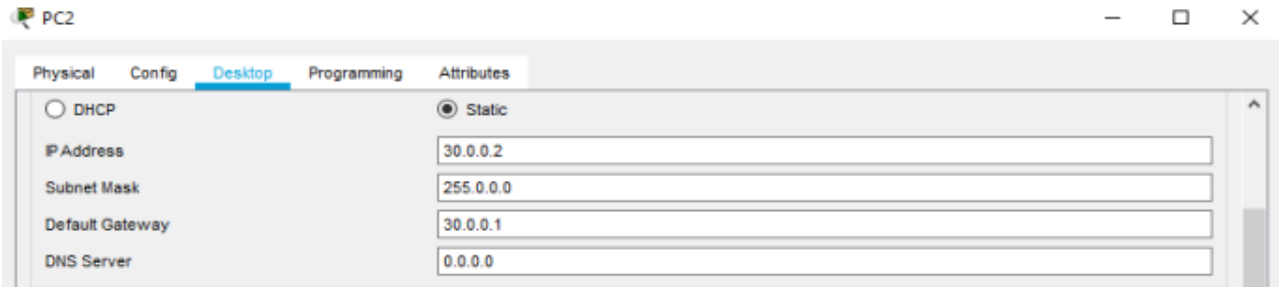 PC2
Physical Config Desktop Programming Attributes
DHCP Static
IP Address 30.0.0.2
Subnet Mask 255.0.0.0
Default Gateway 30.0.0.1
DNS Server 0.0.0.0